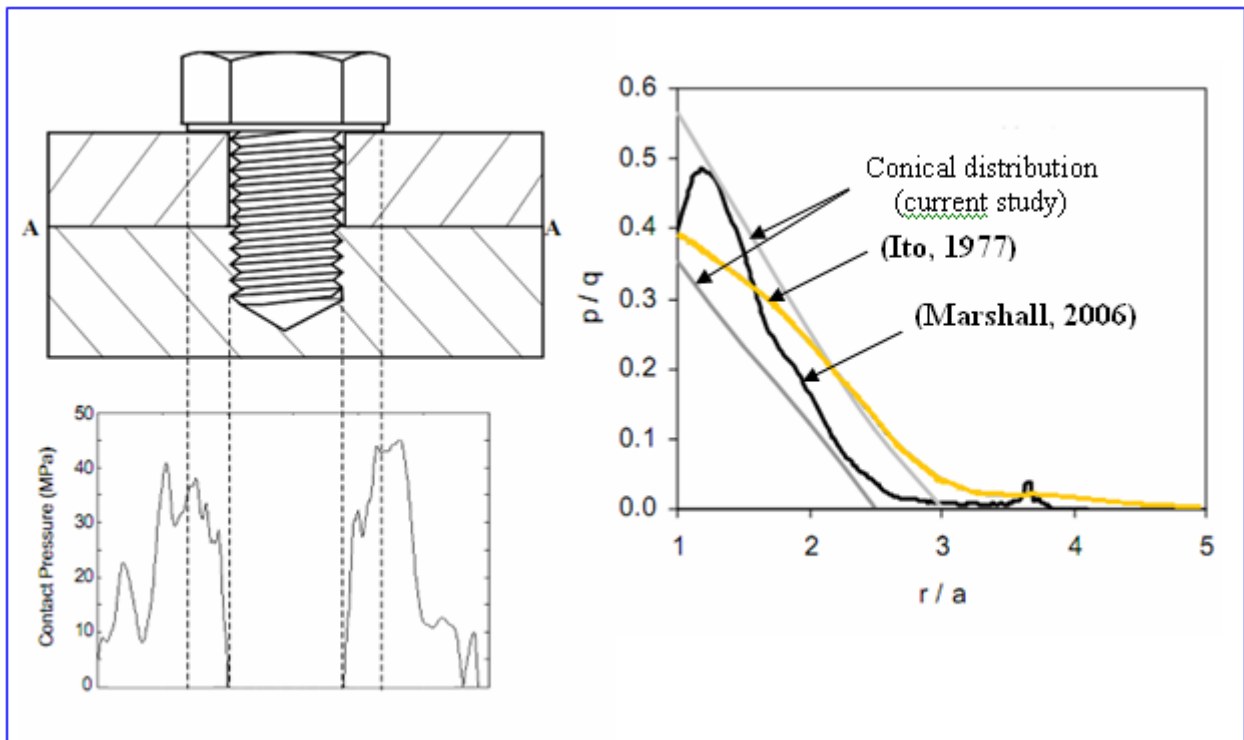 A
A
50
40
30
20
10
0
Contact Pressure (MPa)
0.6
0.5
0.4
0.3
0.2
0.1
0.0
p / q
Conical distribution
(current study)
(Ito, 1977)
(Marshall, 2006)
1
2
3
4
5
r / a